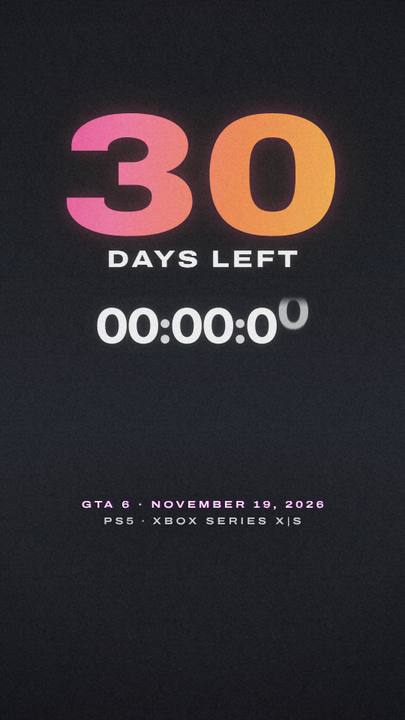 30
DAYS LEFT
00:00:00
GTA 6 · NOVEMBER 19, 2026
PS5 · XBOX SERIES X|S